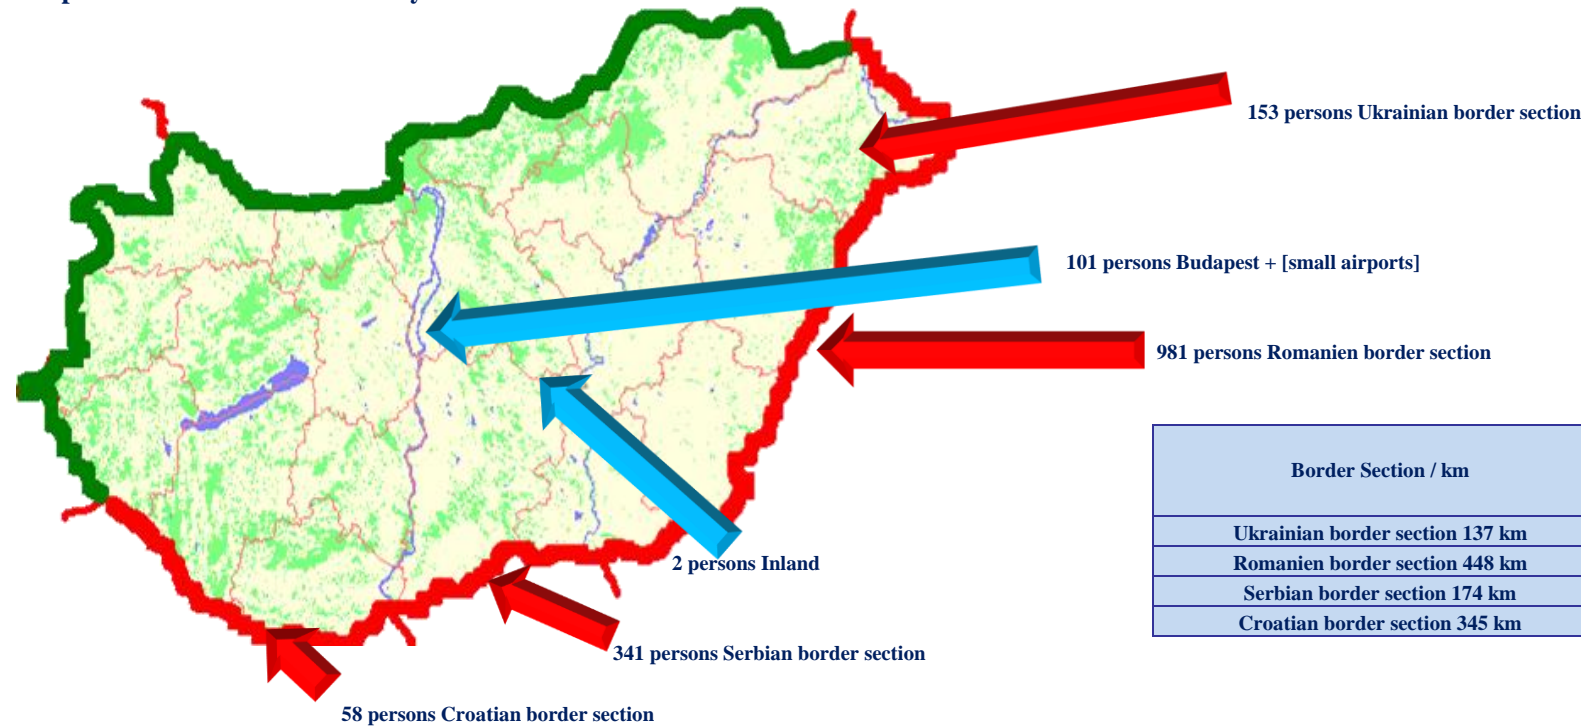 153 persons Ukrainian border section
101 persons Budapest + [small airports]
981 persons Romanien border section
2 persons Inland
341 persons Serbian border section
58 persons Croatian border section
Border Section / km
Ukrainian border section 137 km
Romanien border section 448 km
Serbian border section 174 km
Croatian border section 345 km